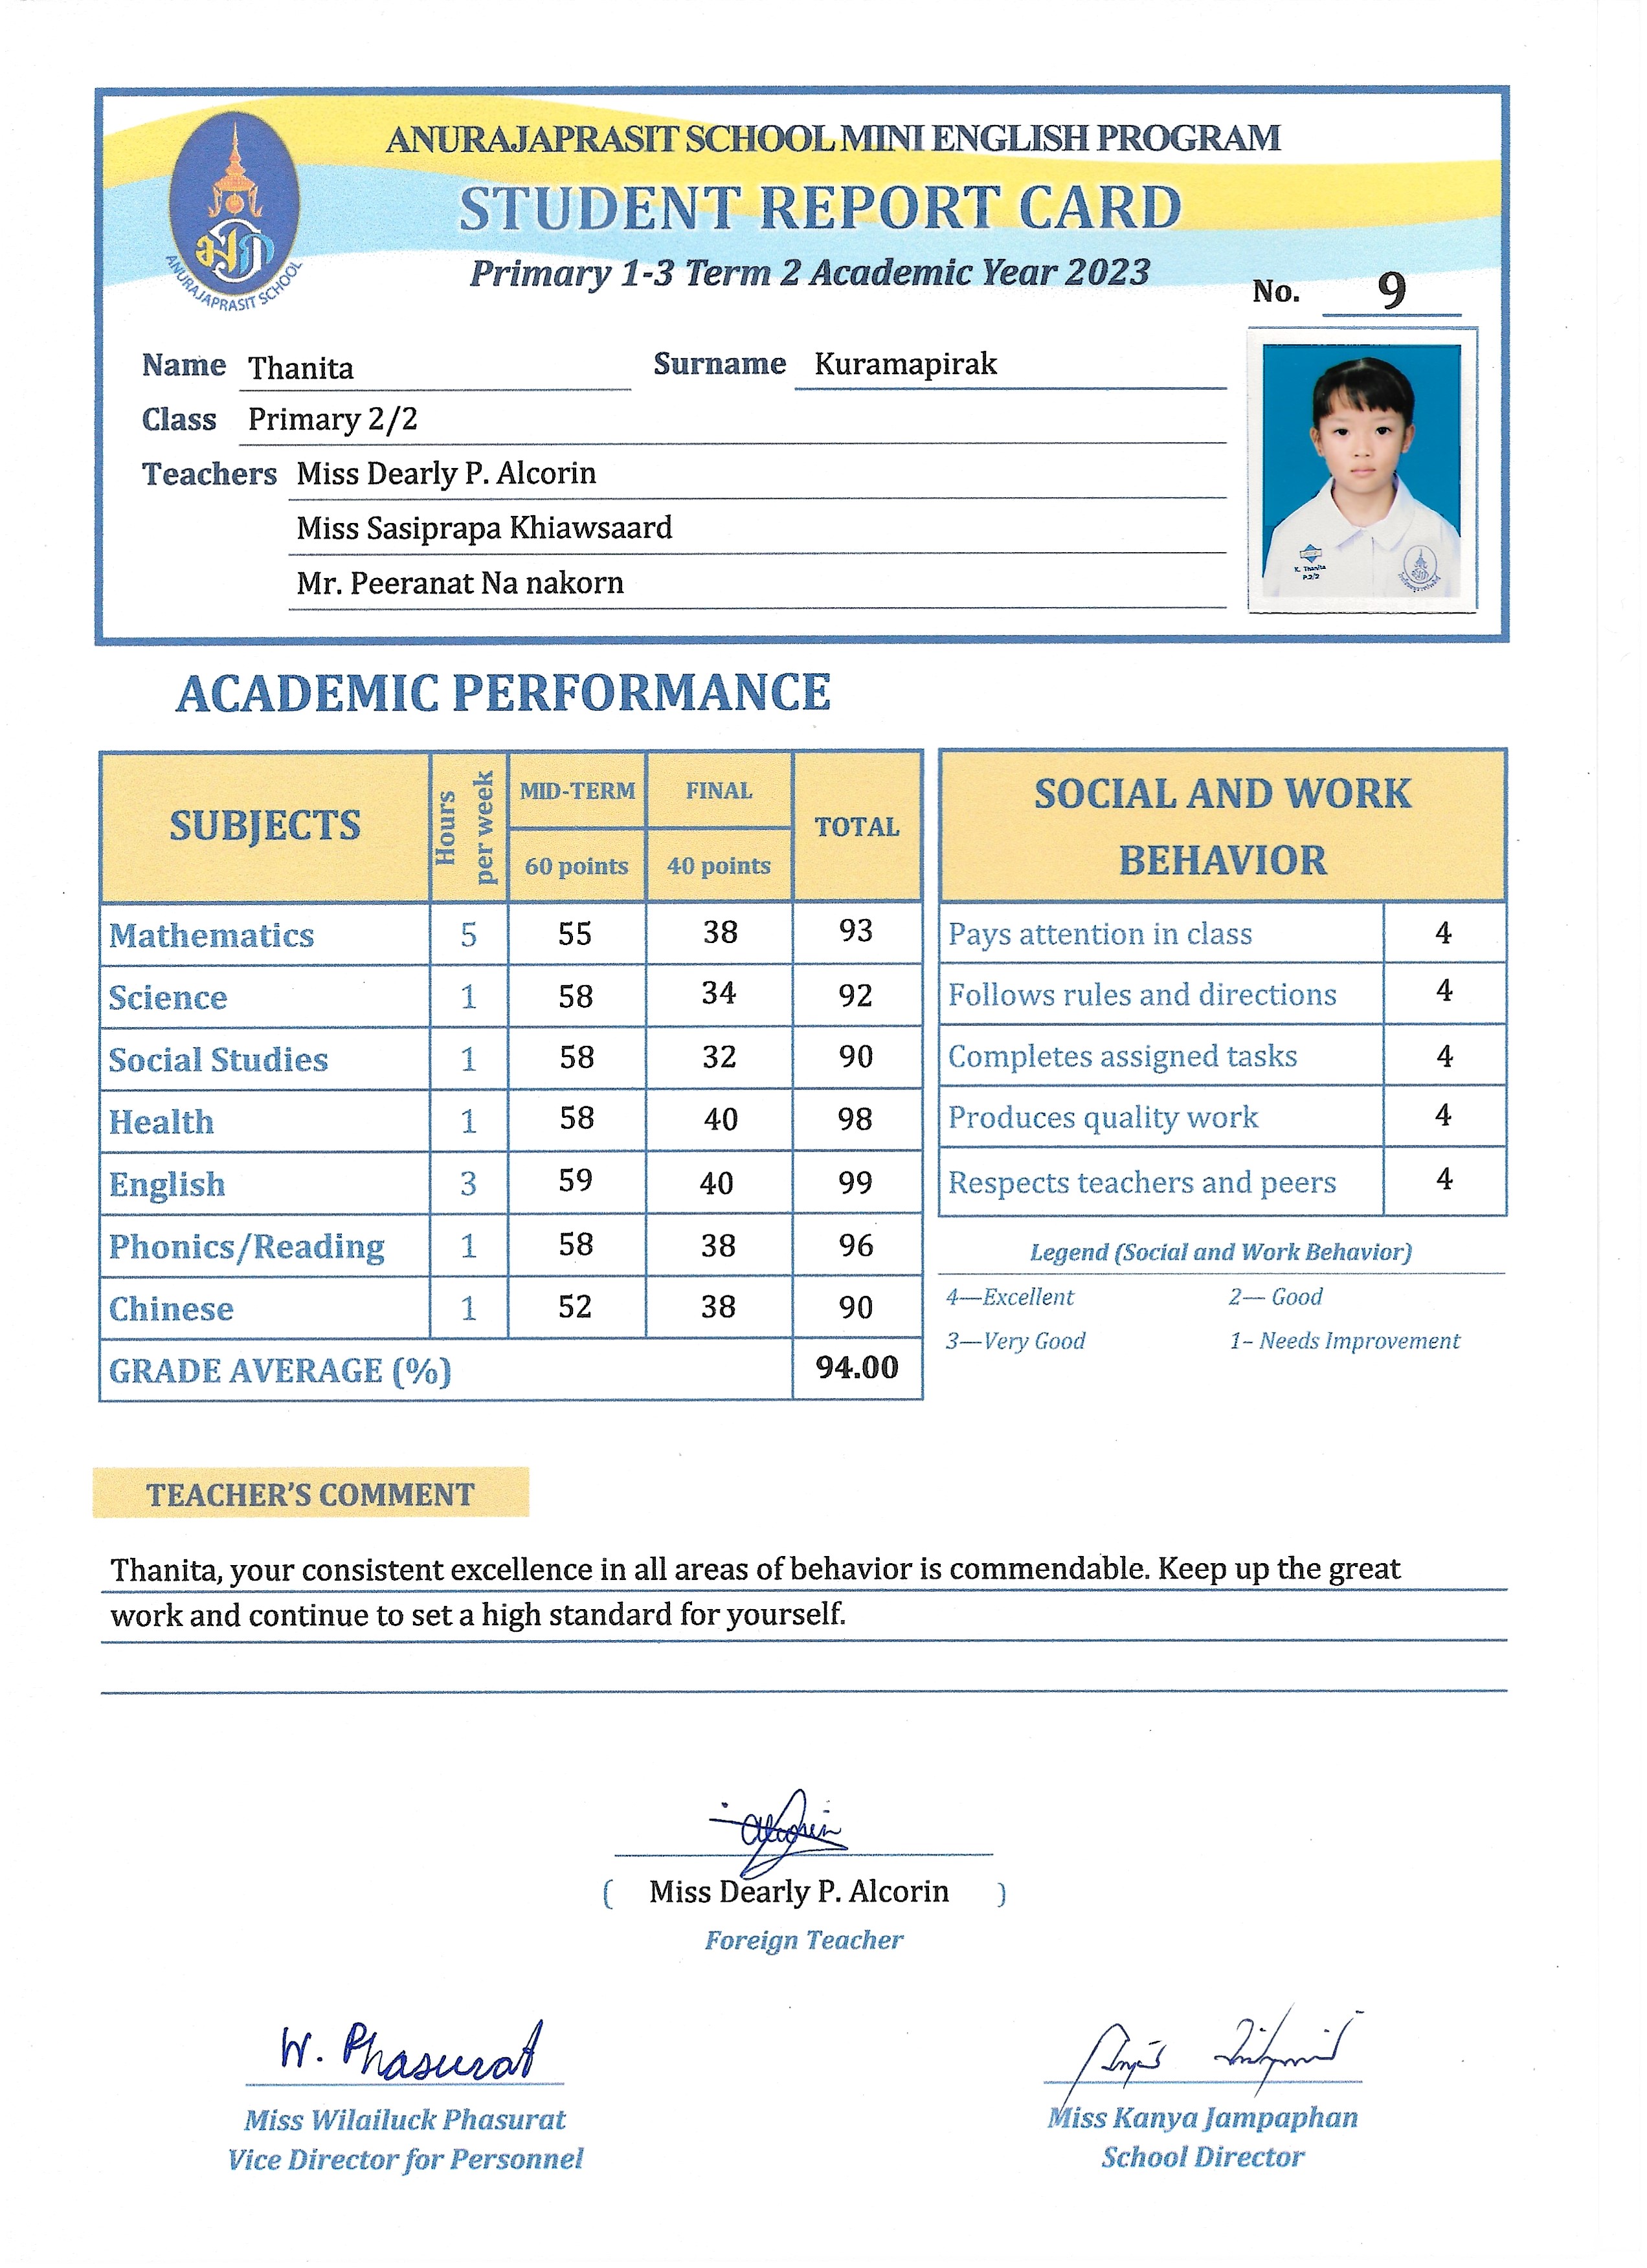 ANURAJAPRASIT SCHOOL MINI ENGLISH PROGRAM
STUDENT REPORT CARD
Primary 1-3 Term 2 Academic Year 2023
ANURAJAPRASIT SCHOOL
No. 9
Name Thanita Surname Kuramapirak
Class Primary 2/2
Teachers Miss Dearly P. Alcorin
Miss Sasiprapa Khiawsaard
Mr. Peeranat Na nakorn
K. Thanita
P.2/2
ACADEMIC PERFORMANCE
SUBJECTS Hours per week MID-TERM FINAL TOTAL
60 points 40 points
Mathematics 5 55 38 93
Science 1 58 34 92
Social Studies 1 58 32 90
Health 1 58 40 98
English 3 59 40 99
Phonics/Reading 1 58 38 96
Chinese 1 52 38 90
GRADE AVERAGE (%) 94.00
SOCIAL AND WORK
BEHAVIOR
Pays attention in class 4
Follows rules and directions 4
Completes assigned tasks 4
Produces quality work 4
Respects teachers and peers 4
Legend (Social and Work Behavior)
4—Excellent 2— Good
3—Very Good 1– Needs Improvement
TEACHER'S COMMENT
Thanita, your consistent excellence in all areas of behavior is commendable. Keep up the great
work and continue to set a high standard for yourself.
Alcorin
( Miss Dearly P. Alcorin )
Foreign Teacher
W. Phasurat
Miss Wilailuck Phasurat
Vice Director for Personnel
Miss Kanya Jampaphan
School Director